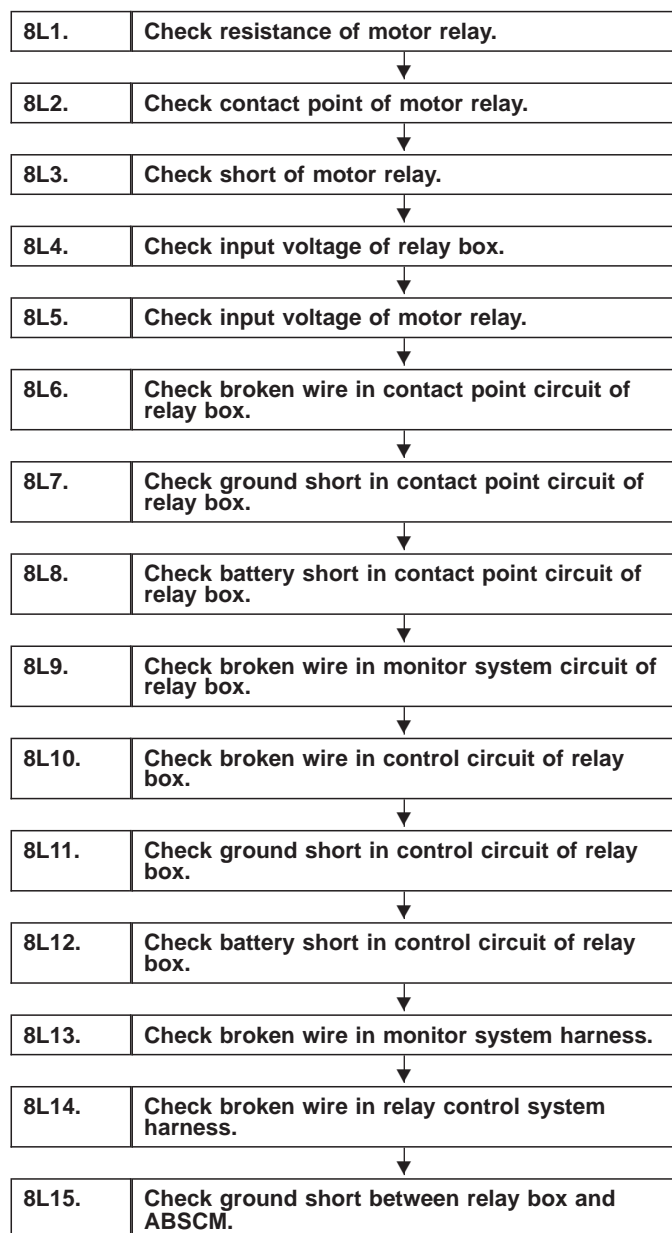 8L1. Check resistance of motor relay.
8L2. Check contact point of motor relay.
8L3. Check short of motor relay.
8L4. Check input voltage of relay box.
8L5. Check input voltage of motor relay.
8L6. Check broken wire in contact point circuit of
relay box.
8L7. Check ground short in contact point circuit of
relay box.
8L8. Check battery short in contact point circuit of
relay box.
8L9. Check broken wire in monitor system circuit of
relay box.
8L10. Check broken wire in control circuit of relay
box.
8L11. Check ground short in control circuit of relay
box.
8L12. Check battery short in control circuit of relay
box.
8L13. Check broken wire in monitor system harness.
8L14. Check broken wire in relay control system
harness.
8L15. Check ground short between relay box and
ABSCM.